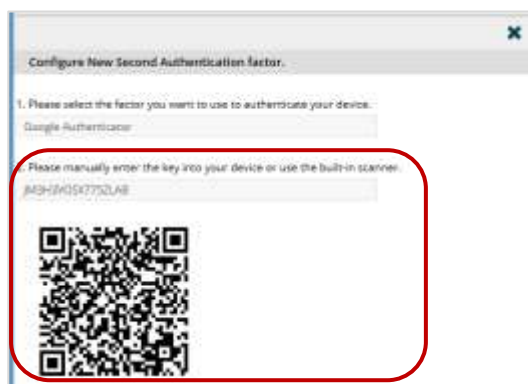 Configure New Second Authentication factor.
1. Please select the factor you want to use to authenticate your device.
Google Authenticator
2. Please manually enter the key into your device or use the built-in scanner.